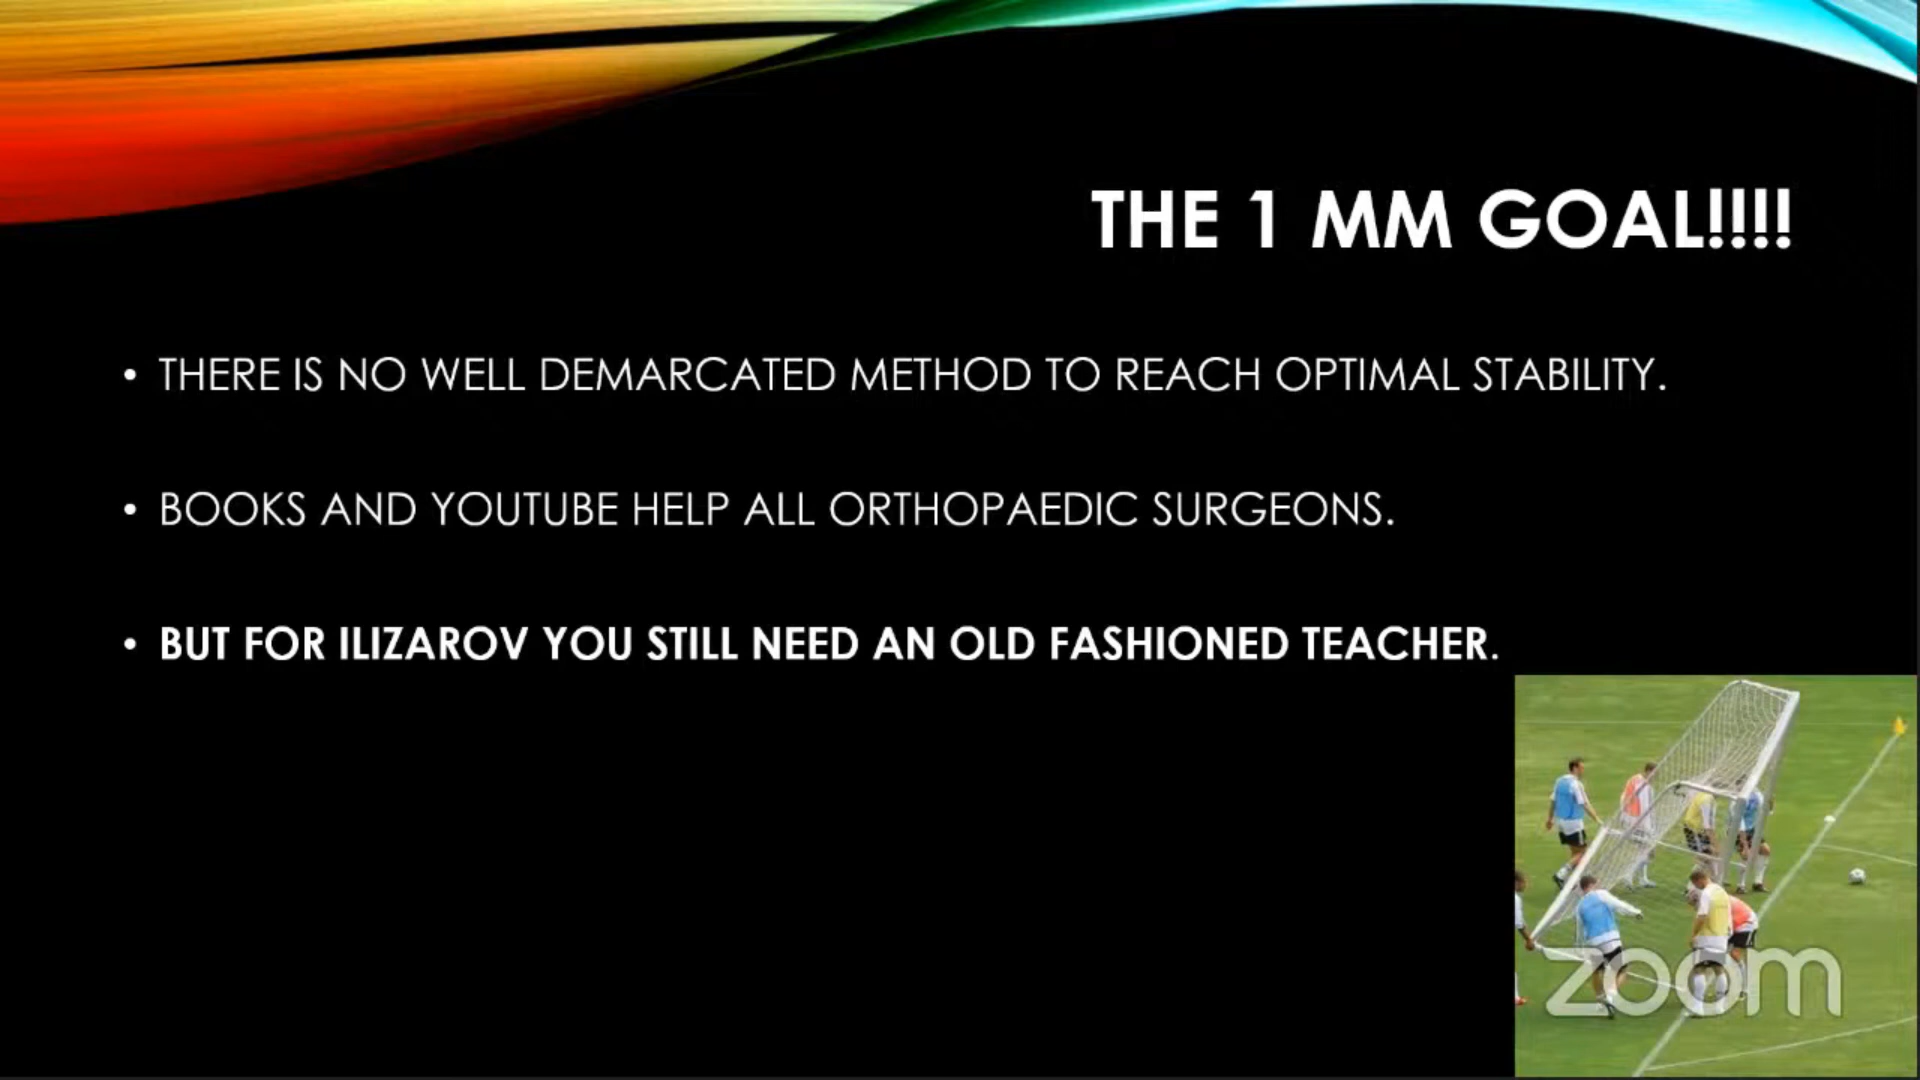 THE 1 MM GOAL!!!!
• THERE IS NO WELL DEMARCATED METHOD TO REACH OPTIMAL STABILITY.
• BOOKS AND YOUTUBE HELP ALL ORTHOPAEDIC SURGEONS.
• BUT FOR ILIZAROV YOU STILL NEED AN OLD FASHIONED TEACHER.
zoom